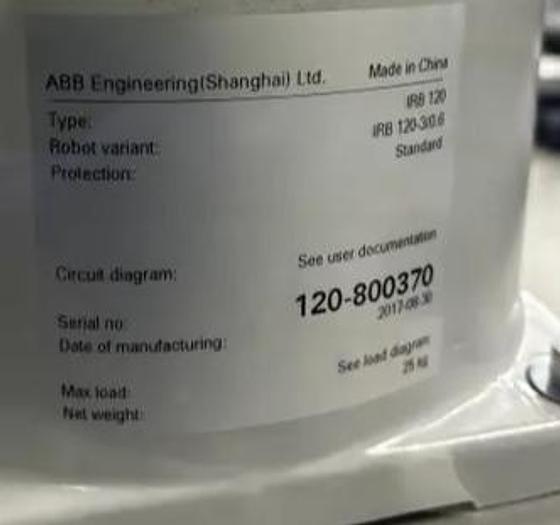 ABB Engineering(Shanghai) Ltd. Made in China
Type: IRB 120
Robot variant: IRB 120-3/0.6
Protection: Standard
Circuit diagram: See user documentation
Serial no: 120-800370
Date of manufacturing: 2017-08-30
Max load: See load diagram
Net weight: 25 kg